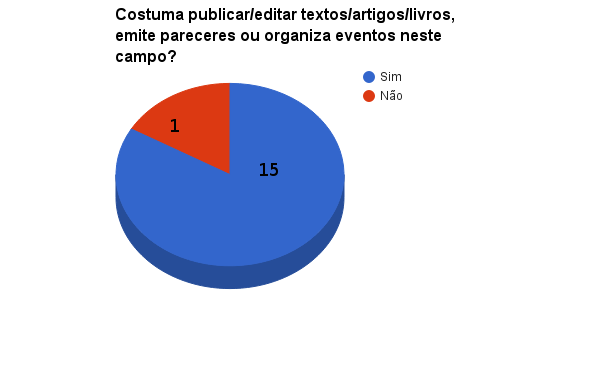 Costuma publicar/editar textos/artigos/livros,
emite pareceres ou organiza eventos neste
campo?
Sim
Não
1
15